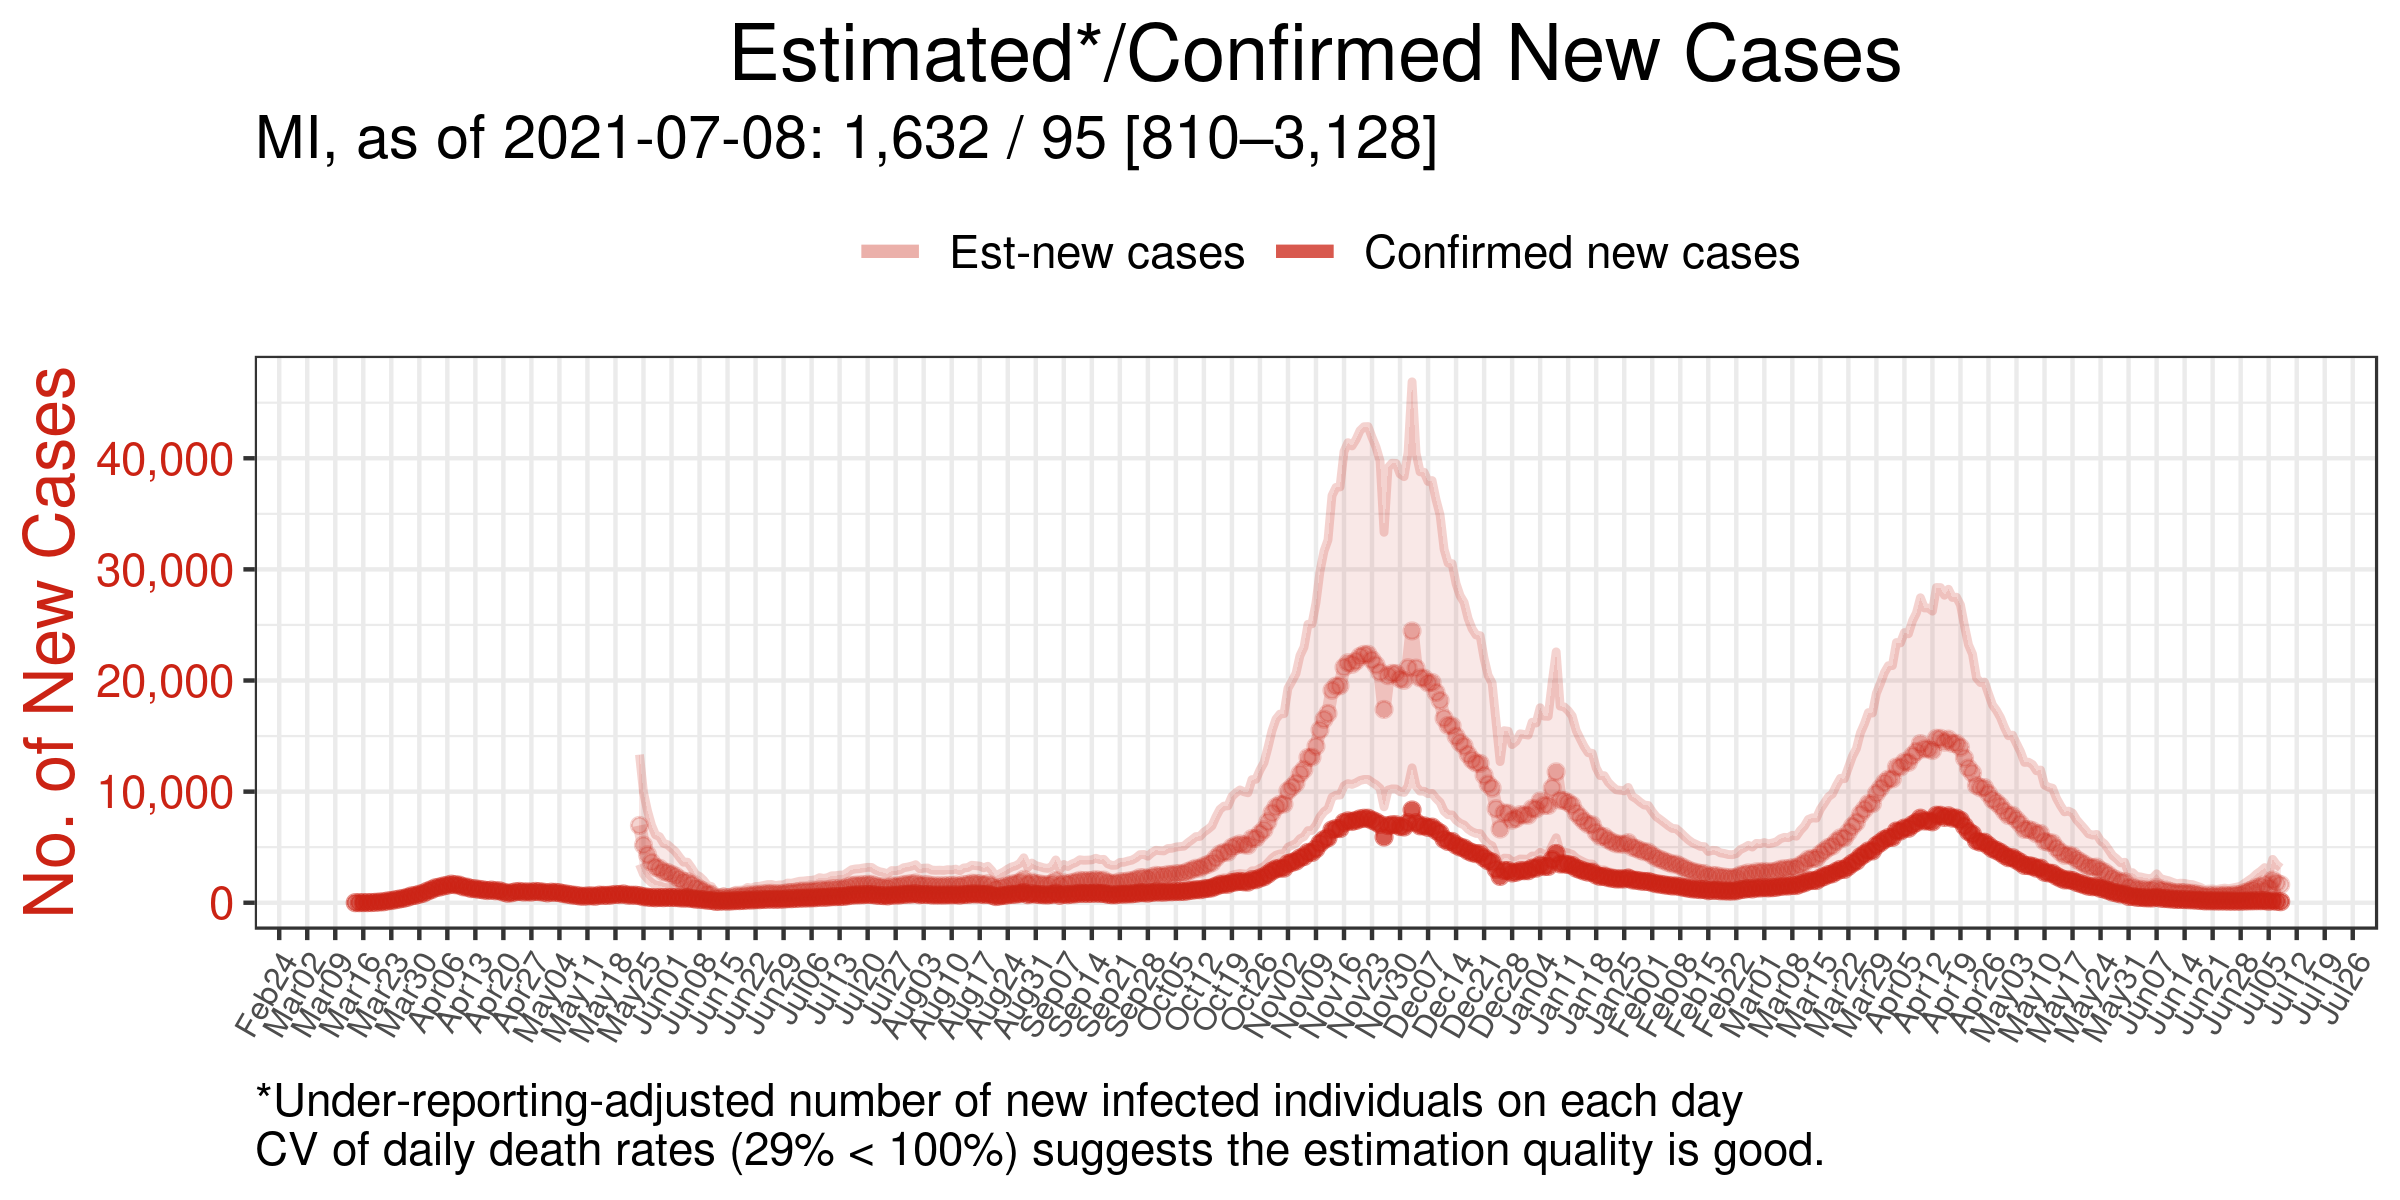 Estimated*/Confirmed New Cases
MI, as of 2021-07-08: 1,632 / 95 [810–3,128]
Est-new cases Confirmed new cases
No. of New Cases
40,000
30,000
20,000
10,000
0
Feb24 Mar02 Mar09 Mar16 Mar23 Mar30 Apr06 Apr13 Apr20 Apr27 May04 May11 May18 May25 Jun01 Jun08 Jun15 Jun22 Jun29 Jul06 Jul13 Jul20 Jul27 Aug03 Aug10 Aug17 Aug24 Aug31 Sep07 Sep14 Sep21 Sep28 Oct05 Oct12 Oct19 Oct26 Nov02 Nov09 Nov16 Nov23 Nov30 Dec07 Dec14 Dec21 Dec28 Jan04 Jan11 Jan18 Jan25 Feb01 Feb08 Feb15 Feb22 Mar01 Mar08 Mar15 Mar22 Mar29 Apr05 Apr12 Apr19 Apr26 May03 May10 May17 May24 May31 Jun07 Jun14 Jun21 Jun28 Jul05 Jul12 Jul19 Jul26
*Under-reporting-adjusted number of new infected individuals on each day
CV of daily death rates (29% < 100%) suggests the estimation quality is good.